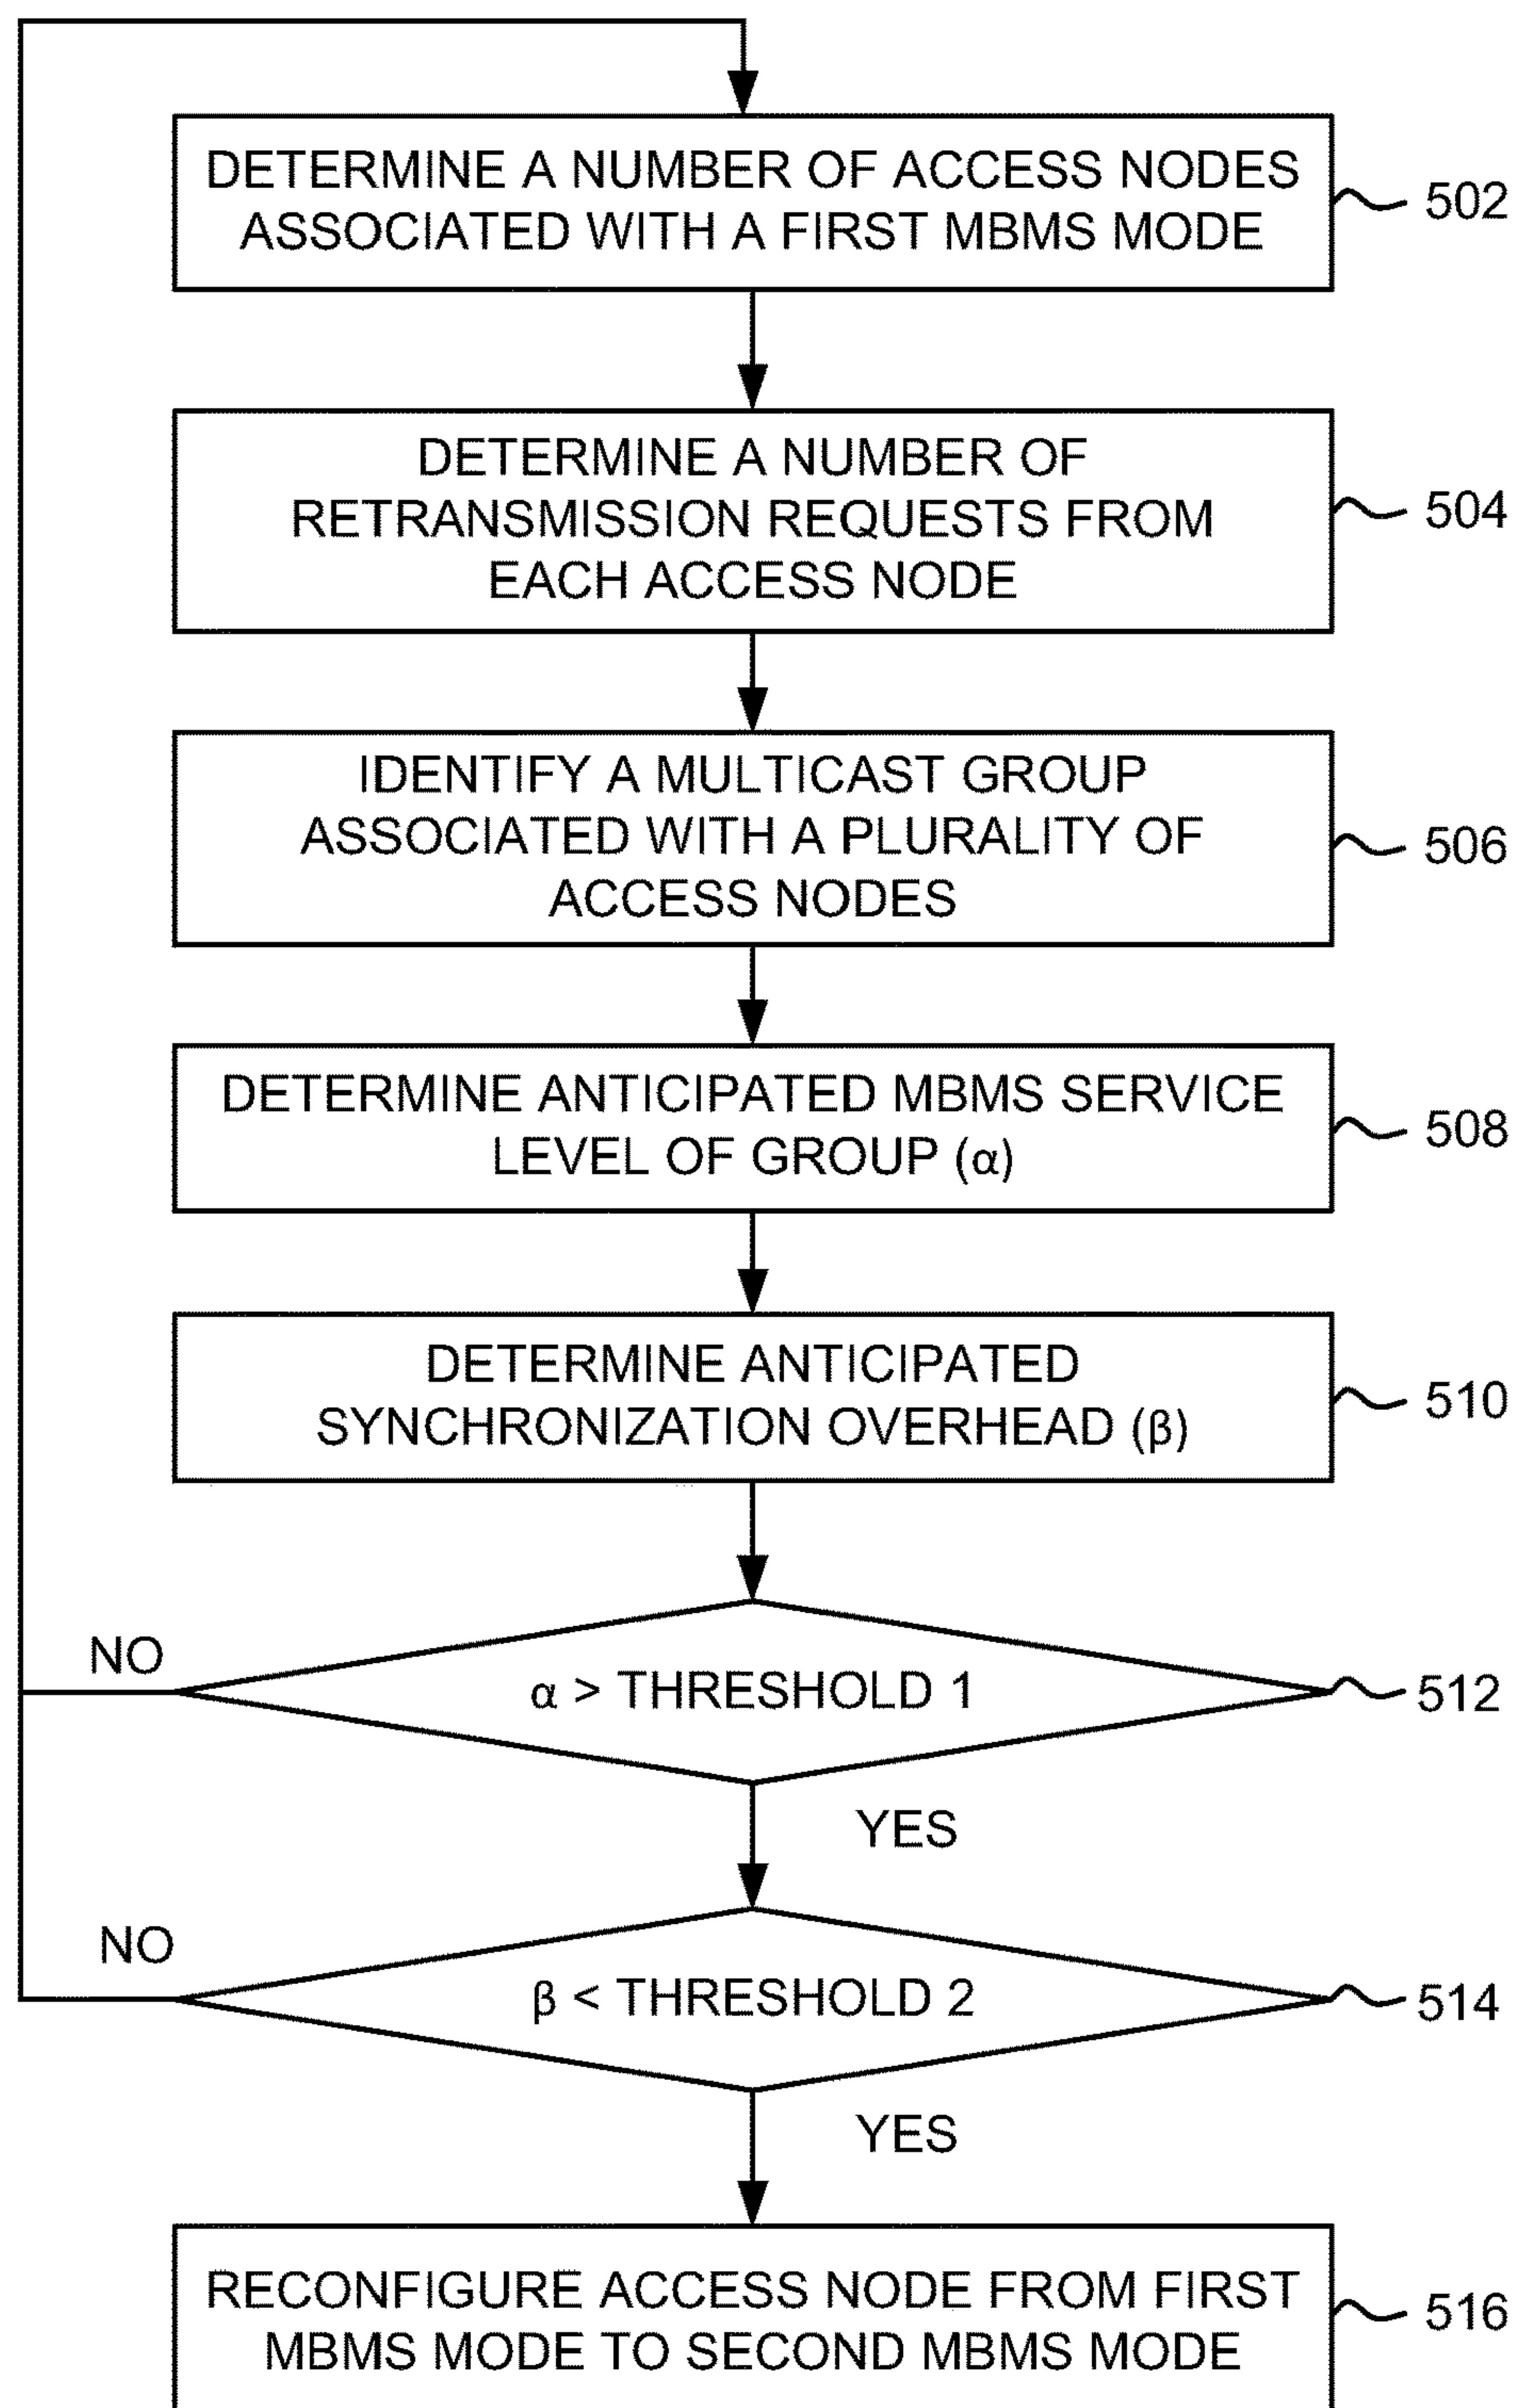 DETERMINE A NUMBER OF ACCESS NODES
ASSOCIATED WITH A FIRST MBMS MODE
502
DETERMINE A NUMBER OF
RETRANSMISSION REQUESTS FROM
EACH ACCESS NODE
504
IDENTIFY A MULTICAST GROUP
ASSOCIATED WITH A PLURALITY OF
ACCESS NODES
506
DETERMINE ANTICIPATED MBMS SERVICE
LEVEL OF GROUP (α)
508
DETERMINE ANTICIPATED
SYNCHRONIZATION OVERHEAD (β)
510
NO
α > THRESHOLD 1
512
YES
NO
β < THRESHOLD 2
514
YES
RECONFIGURE ACCESS NODE FROM FIRST
MBMS MODE TO SECOND MBMS MODE
516